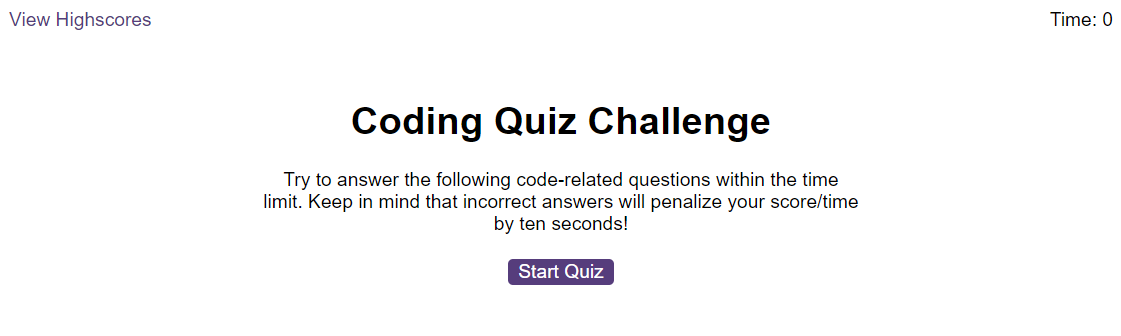 View Highscores
Time: 0
Coding Quiz Challenge
Try to answer the following code-related questions within the time
limit. Keep in mind that incorrect answers will penalize your score/time
by ten seconds!
Start Quiz